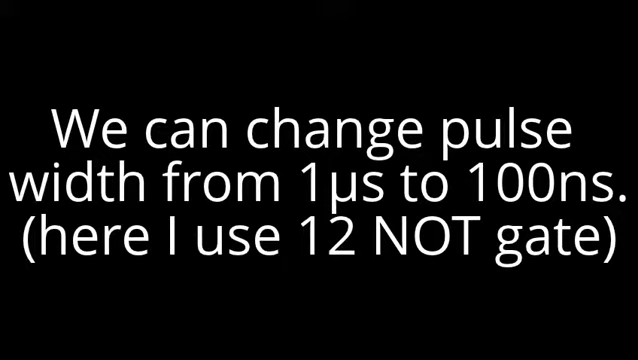 We can change pulse
width from 1µs to 100ns.
(here I use 12 NOT gate)